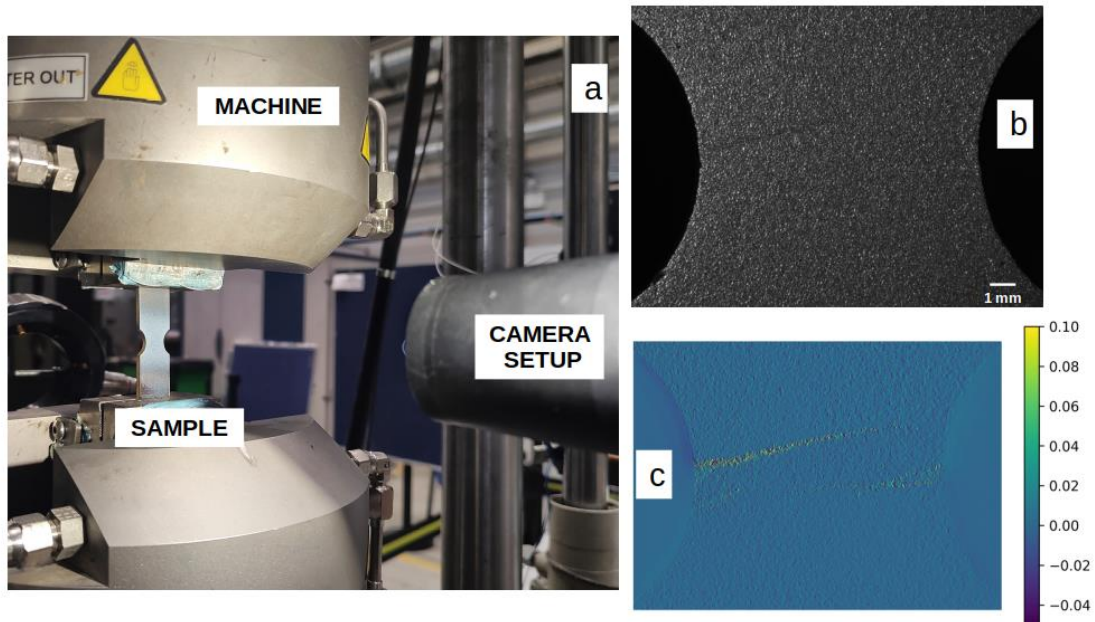 TER OUT
MACHINE
a
CAMERA
SETUP
SAMPLE
b
1 mm
c
0.10
0.08
0.06
0.04
0.02
0.00
−0.02
−0.04